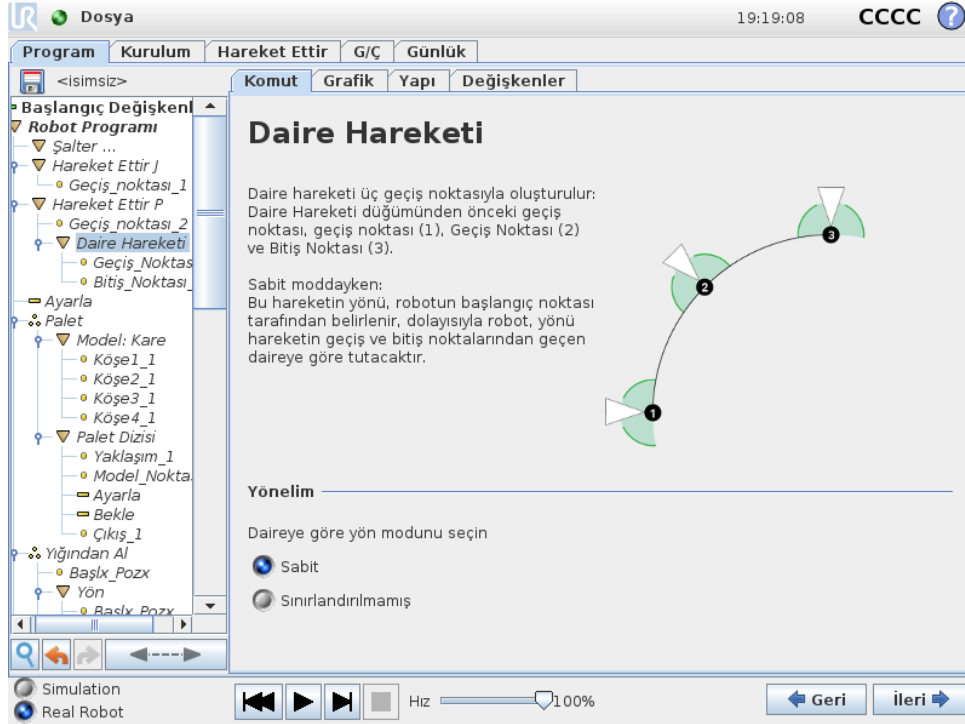 UR Dosya 19:19:08 CCCC ?
Program Kurulum Hareket Ettir G/Ç Günlük
<isimsiz>
Komut Grafik Yapı Değişkenler
Başlangıç Değişkenl
Robot Programı
Şalter ...
Hareket Ettir J
Geçiş_noktası_1
Hareket Ettir P
Geçiş_noktası_2
Daire Hareketi
Geçiş_Noktas
Bitiş_Noktası_
Ayarla
Palet
Model: Kare
Köşe1_1
Köşe2_1
Köşe3_1
Köşe4_1
Palet Dizisi
Yaklaşım_1
Model_Nokta
Ayarla
Bekle
Çıkış_1
Yığından Al
Başlx_Pozx
Yön
Başlx_Pozx
Daire Hareketi
Daire hareketi üç geçiş noktasıyla oluşturulur:
Daire Hareketi düğümünden önceki geçiş
noktası, geçiş noktası (1), Geçiş Noktası (2)
ve Bitiş Noktası (3).
Sabit moddayken:
Bu hareketin yönü, robotun başlangıç noktası
tarafından belirlenir, dolayısıyla robot, yönü
hareketin geçiş ve bitiş noktalarından geçen
daireye göre tutacaktır.
3
2
1
Yönelim
Daireye göre yön modunu seçin
Sabit
Sınırlandırılmamış
Simulation
Real Robot
Hız 100%
Geri İleri